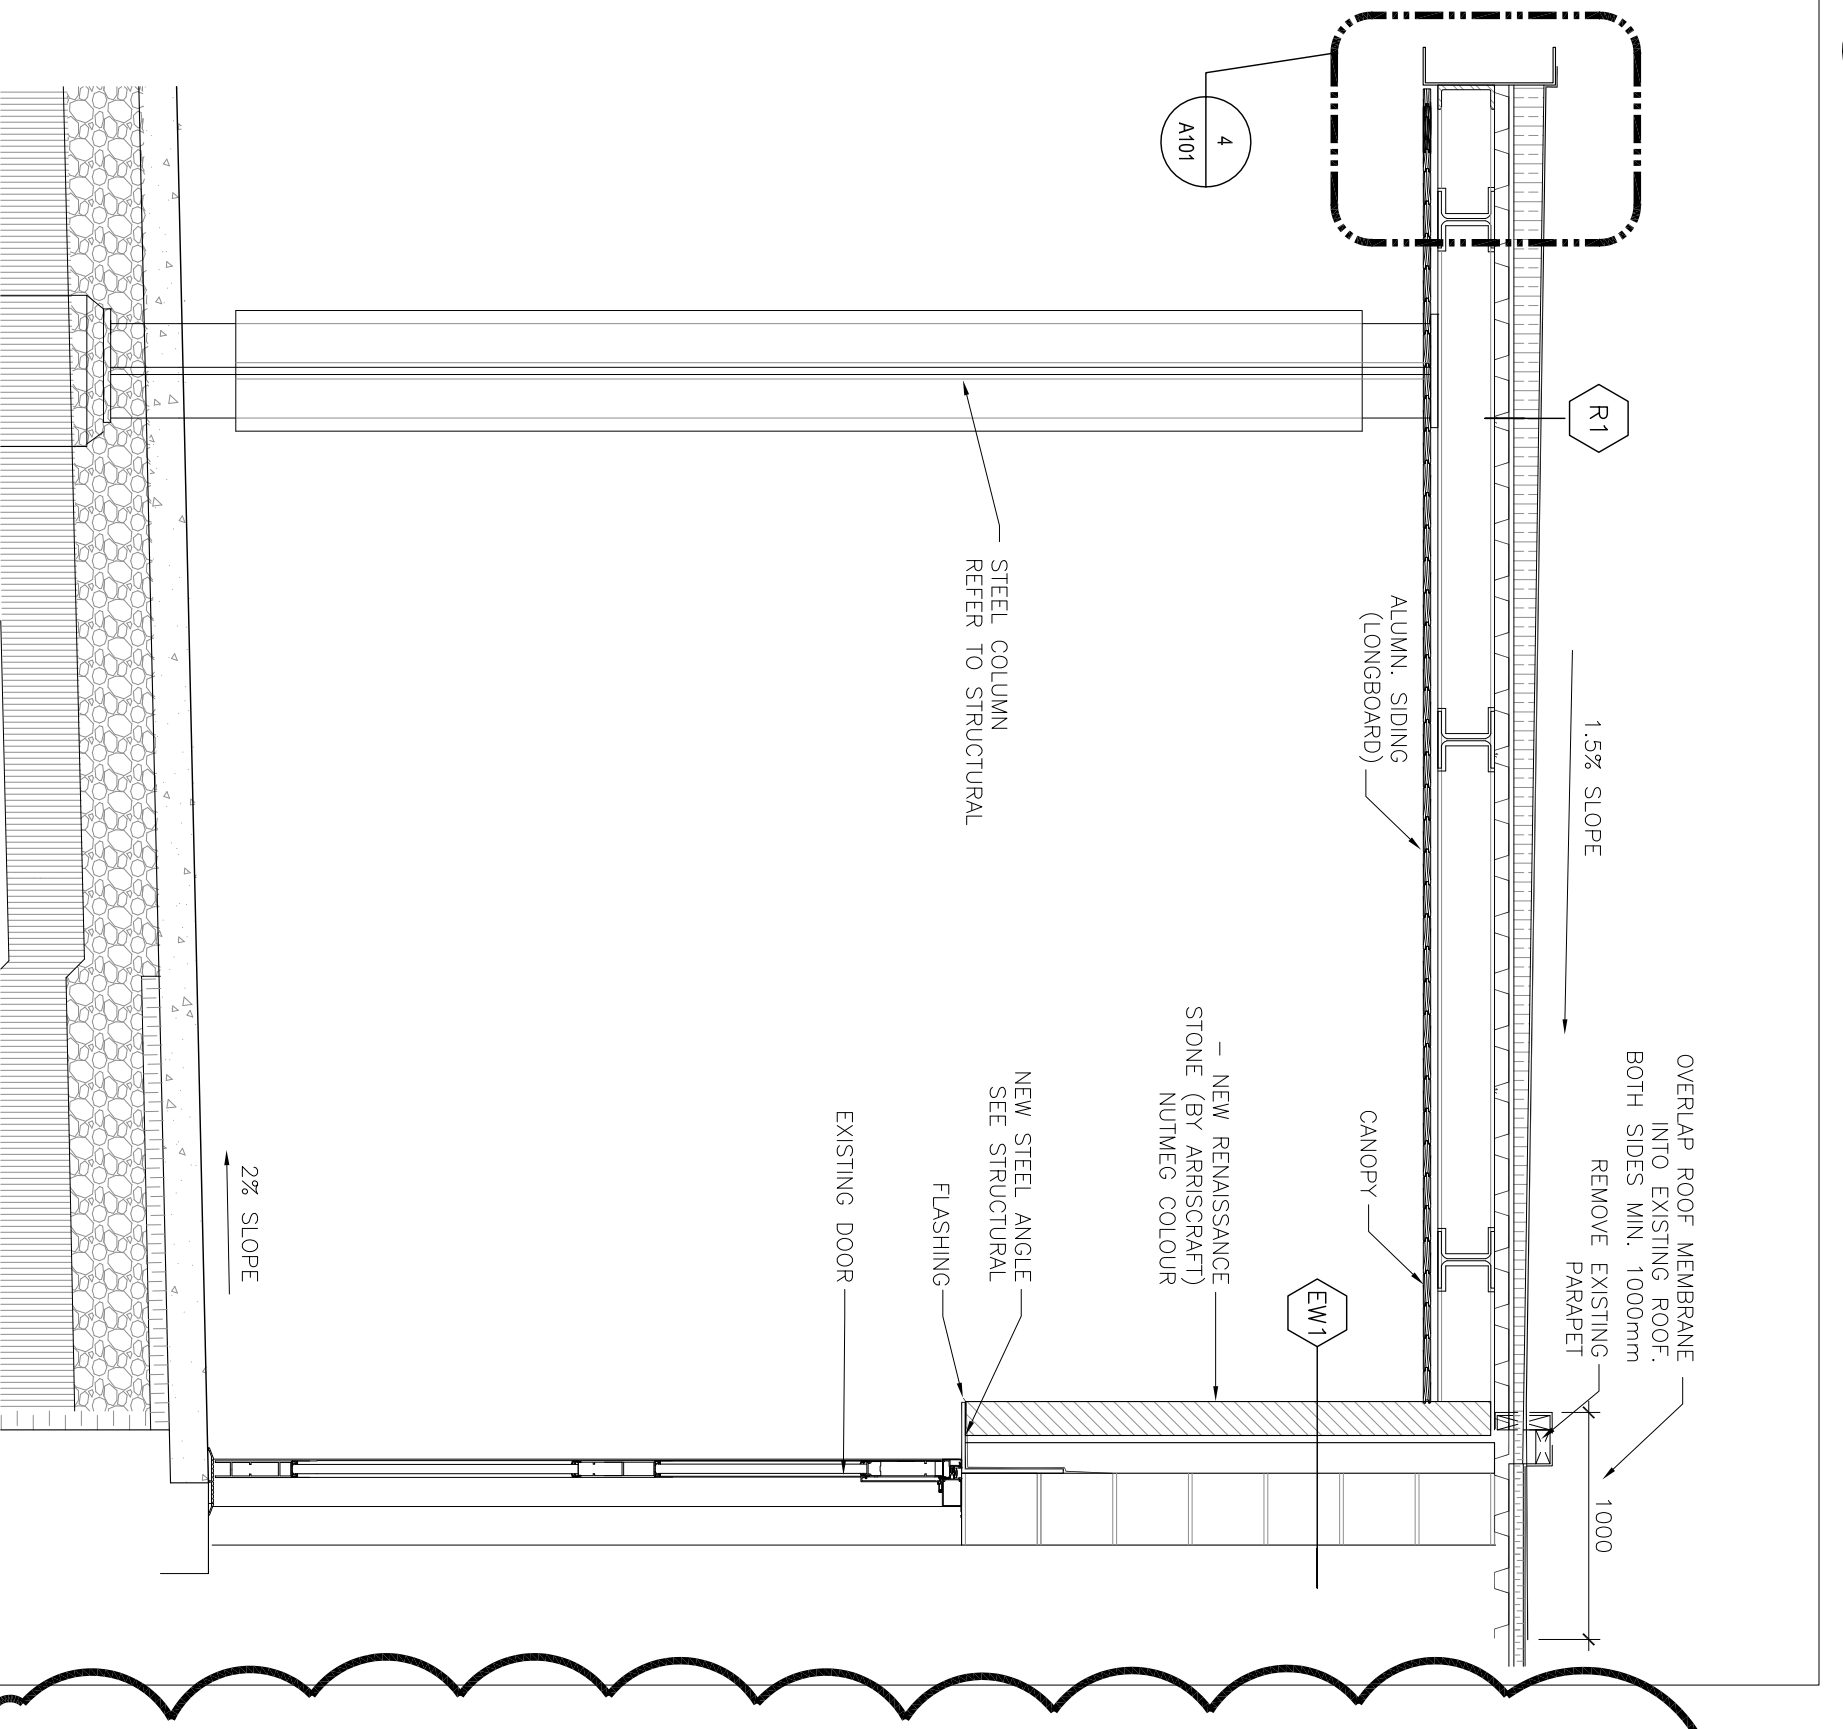 OVERLAP ROOF MEMBRANE
INTO EXISTING ROOF.
BOTH SIDES MIN. 1000mm
REMOVE EXISTING
PARAPET
1000
1.5% SLOPE
R1
4
A101
ALUMN. SIDING
(LONGBOARD)
CANOPY
EW1
- NEW RENAISSANCE
STONE (BY ARRISCRAFT)
NUTMEG COLOUR
STEEL COLUMN
REFER TO STRUCTURAL
NEW STEEL ANGLE
SEE STRUCTURAL
FLASHING
EXISTING DOOR
2% SLOPE